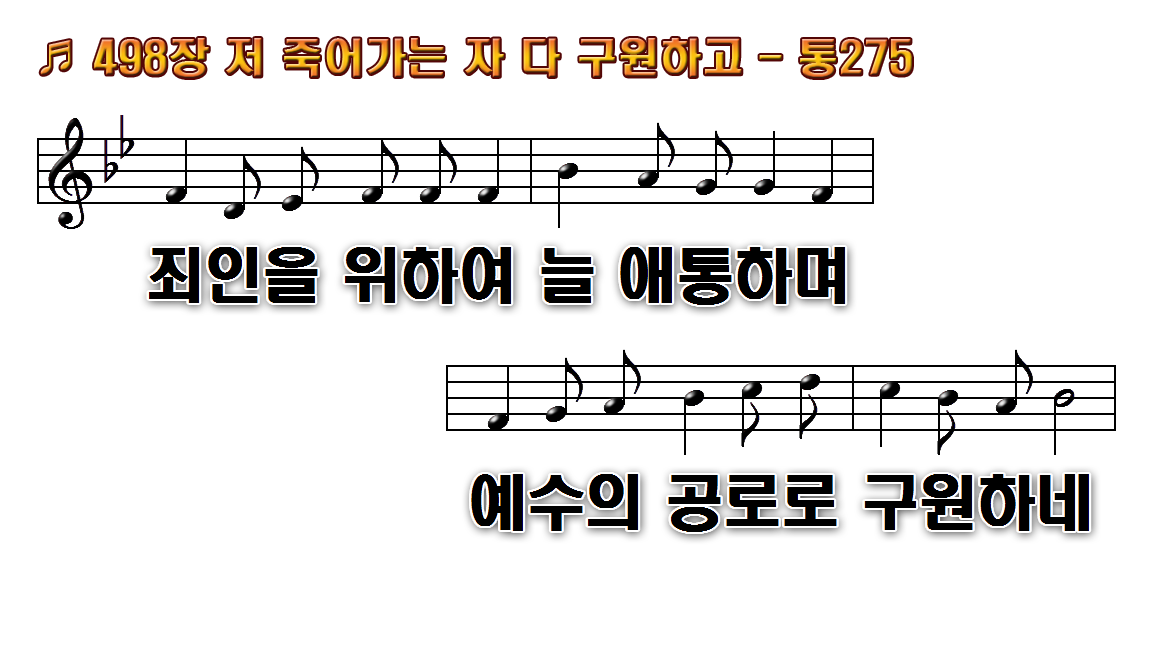 ♬ 498장 저 죽어가는 자 다 구원하고 - 통275
죄인을 위하여 늘 애통하며
예수의 공로로 구원하네